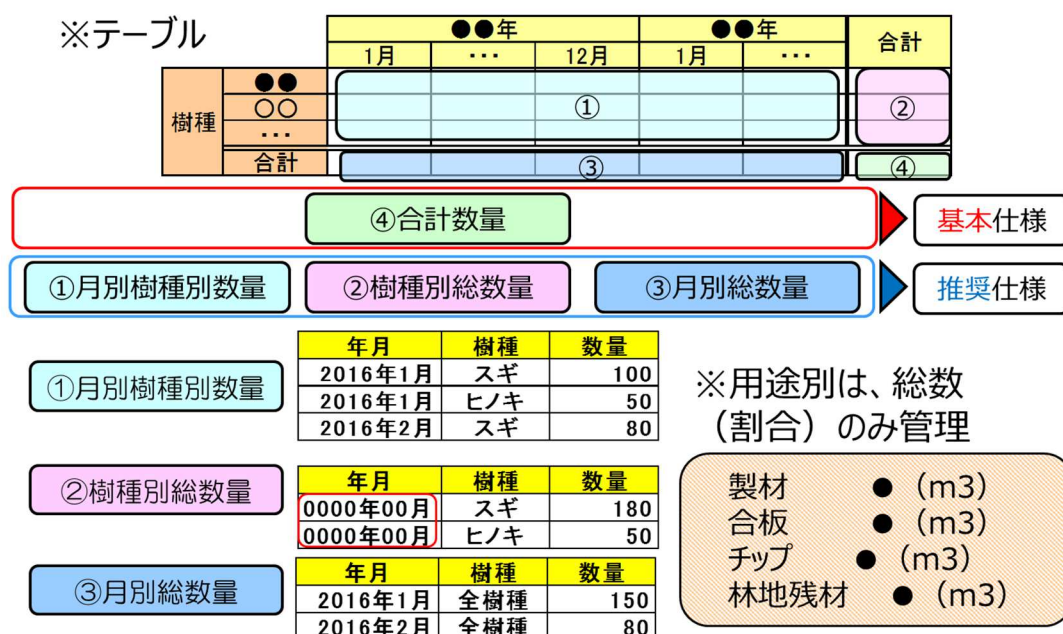 ※テーブル
●●年 ●●年 合計
1月 ・・・ 12月 1月 ・・・
樹種
●●
○○
・・・
合計
①
②
③
④
④合計数量
基本仕様
①月別樹種別数量 ②樹種別総数量 ③月別総数量
推奨仕様
①月別樹種別数量
年月 樹種 数量
2016年1月 スギ 100
2016年1月 ヒノキ 50
2016年2月 スギ 80
②樹種別総数量
年月 樹種 数量
0000年00月 スギ 180
0000年00月 ヒノキ 50
③月別総数量
年月 樹種 数量
2016年1月 全樹種 150
2016年2月 全樹種 80
※用途別は、総数
（割合）のみ管理
製材 ●（m3）
合板 ●（m3）
チップ ●（m3）
林地残材 ●（m3）